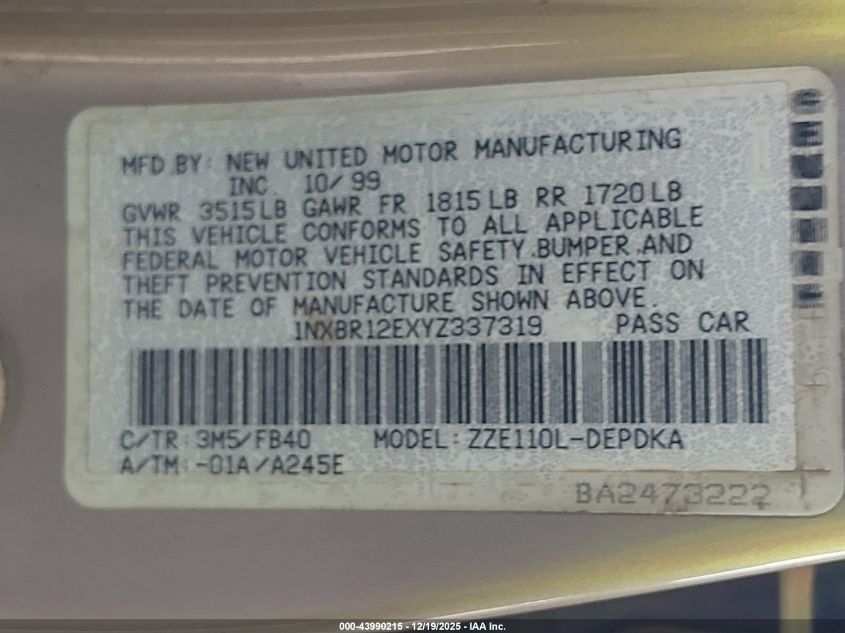 MFD.BY: NEW UNITED MOTOR MANUFACTURING
INC. 10/99
GVWR 3515LB GAWR FR 1815LB RR 1720LB
THIS VEHICLE CONFORMS TO ALL APPLICABLE
FEDERAL MOTOR VEHICLE SAFETY.BUMPER.AND
THEFT PREVENTION STANDARDS IN EFFECT ON
THE DATE OF MANUFACTURE SHOWN ABOVE.
1NXBR12EXYZ337319 PASS CAR
C/TR:3M5/FB40 MODEL:ZZE110L-DEPDKA
A/TM:-01A/A245E
BA2473222
000-43990215 - 12/19/2025 - IAA Inc.